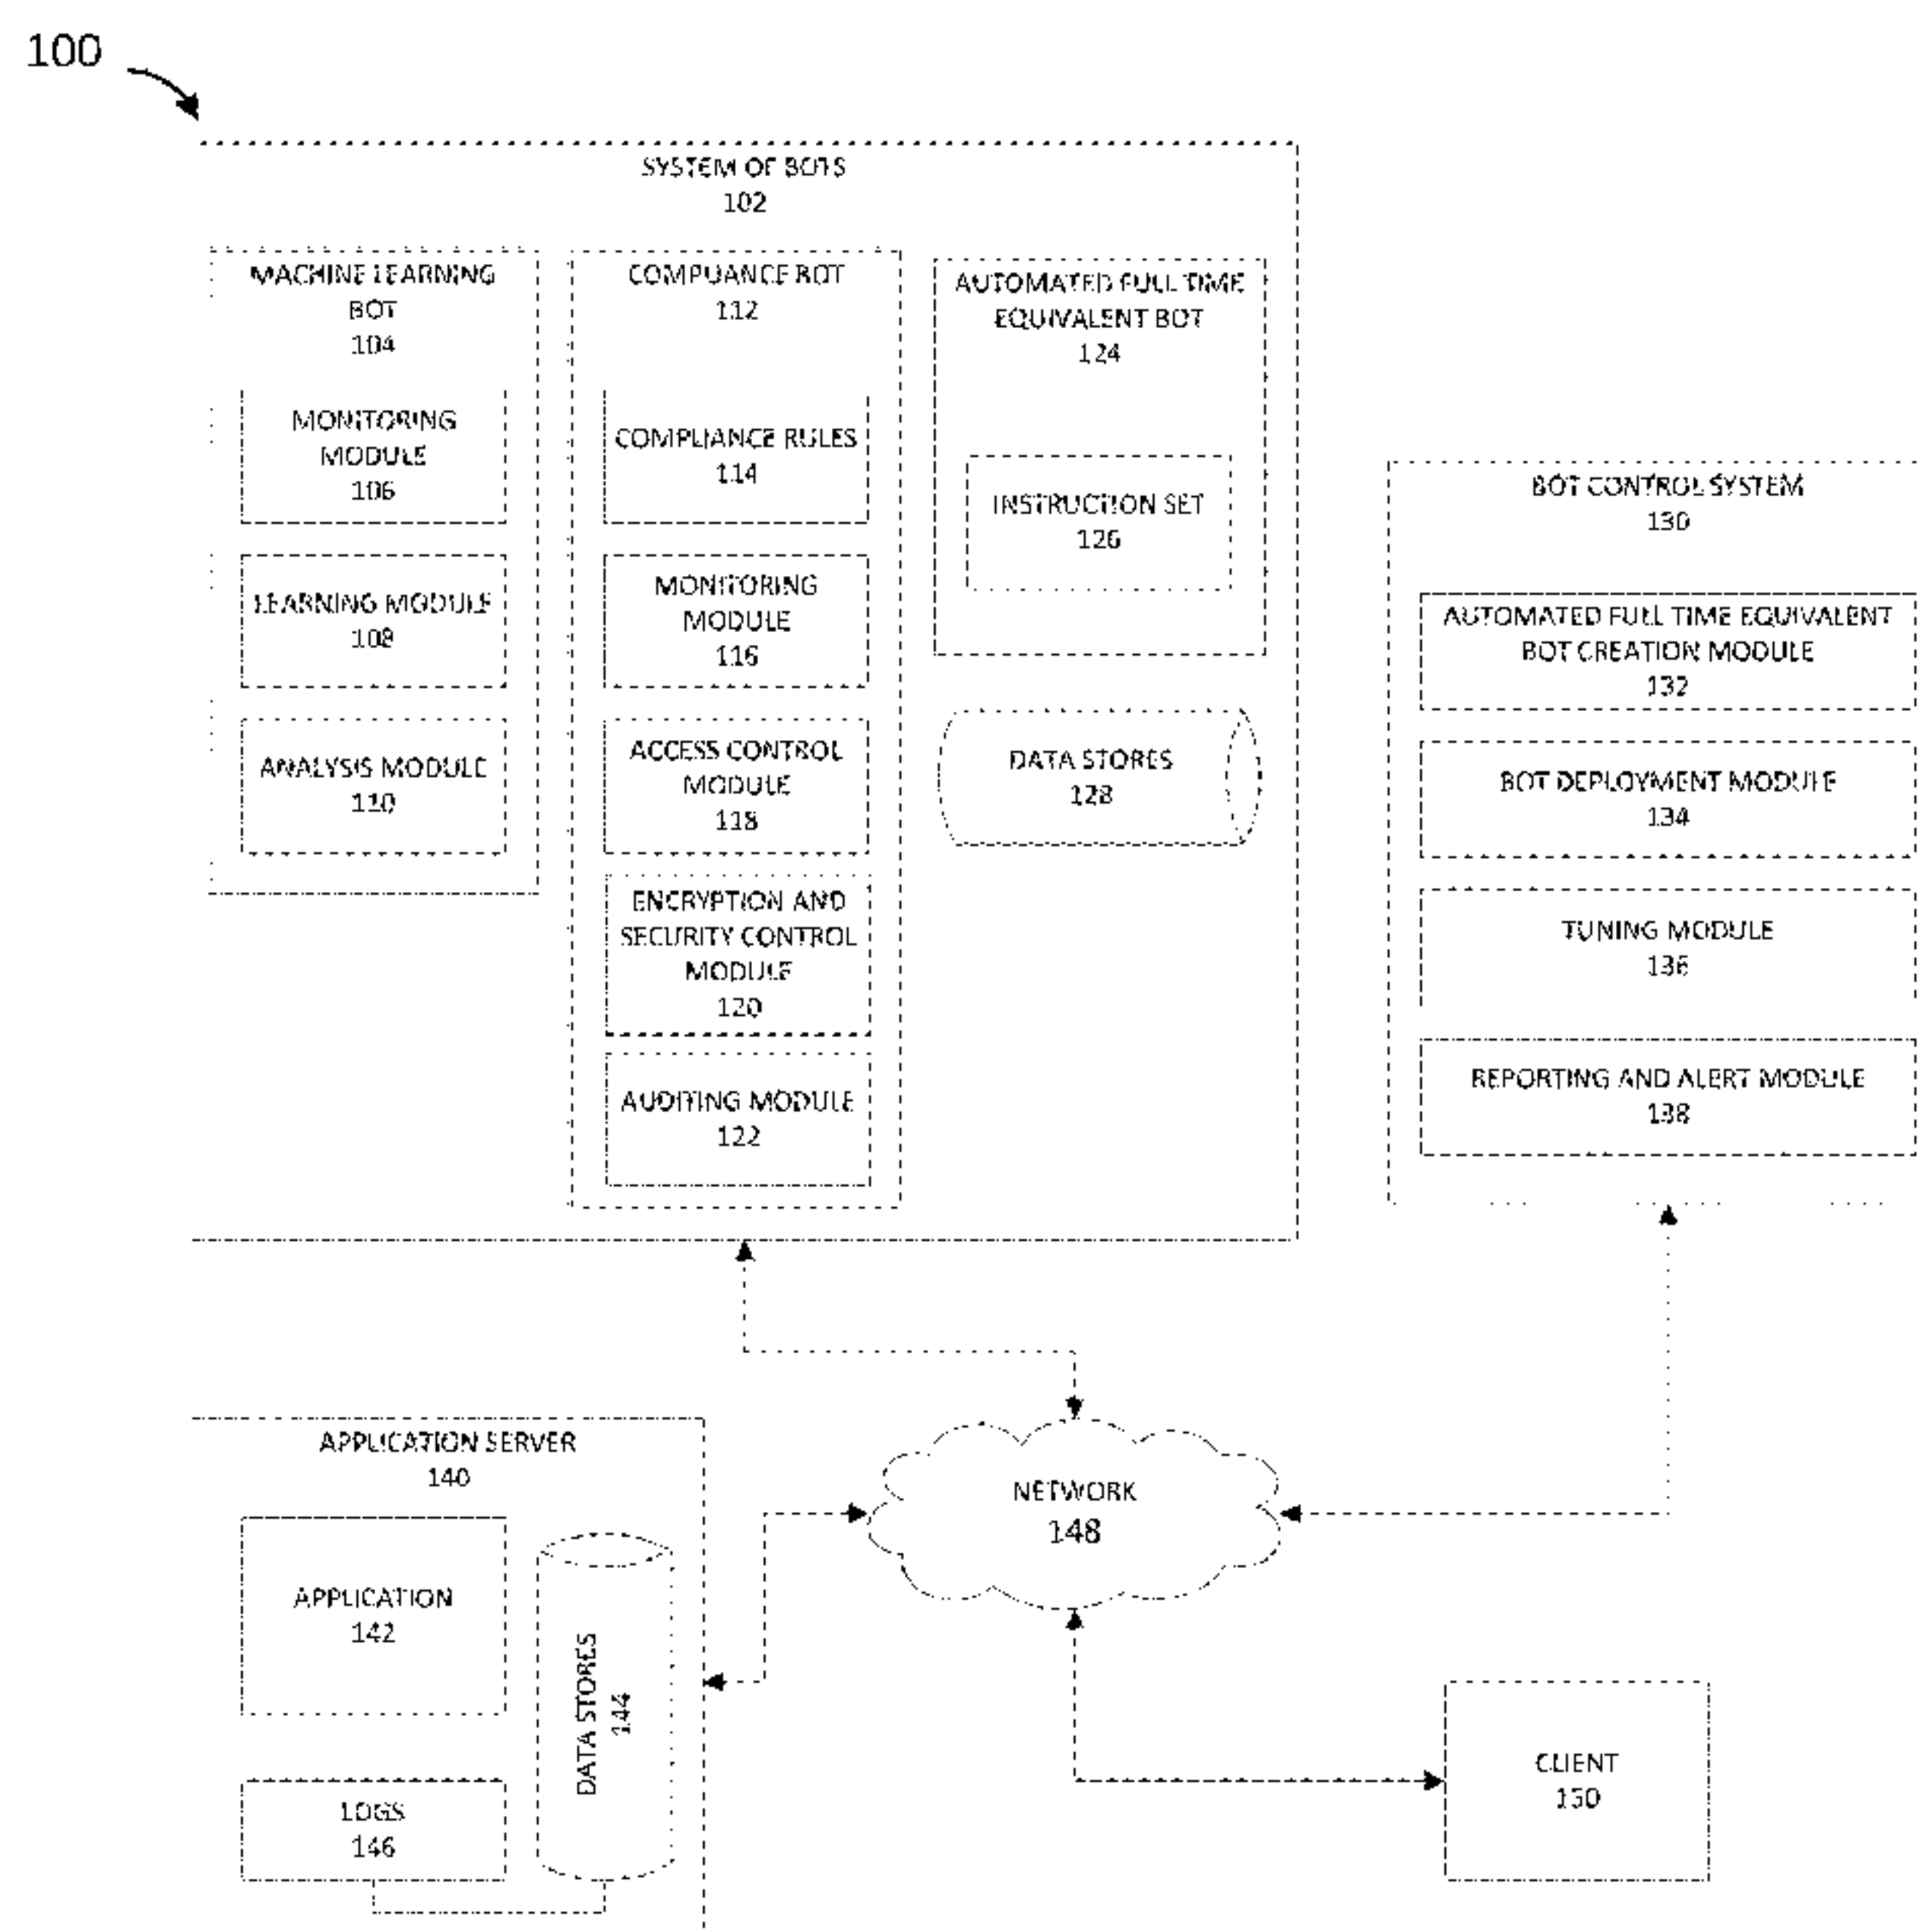 100
SYSTEM OF BOTS
102
MACHINE LEARNING
BOT
104
MONITORING
MODULE
106
LEARNING MODULE
108
ANALYSIS MODULE
110
COMPLIANCE BOT
112
COMPLIANCE RULES
114
MONITORING
MODULE
116
ACCESS CONTROL
MODULE
118
ENCRYPTION AND
SECURITY CONTROL
MODULE
120
AUDITING MODULE
122
AUTOMATED FULL TIME
EQUIVALENT BOT
124
INSTRUCTION SET
126
DATA STORES
128
BOT CONTROL SYSTEM
130
AUTOMATED FULL TIME EQUIVALENT
BOT CREATION MODULE
132
BOT DEPLOYMENT MODULE
134
TUNING MODULE
136
REPORTING AND ALERT MODULE
138
APPLICATION SERVER
140
APPLICATION
142
DATA STORES
144
LOGS
146
NETWORK
148
CLIENT
150